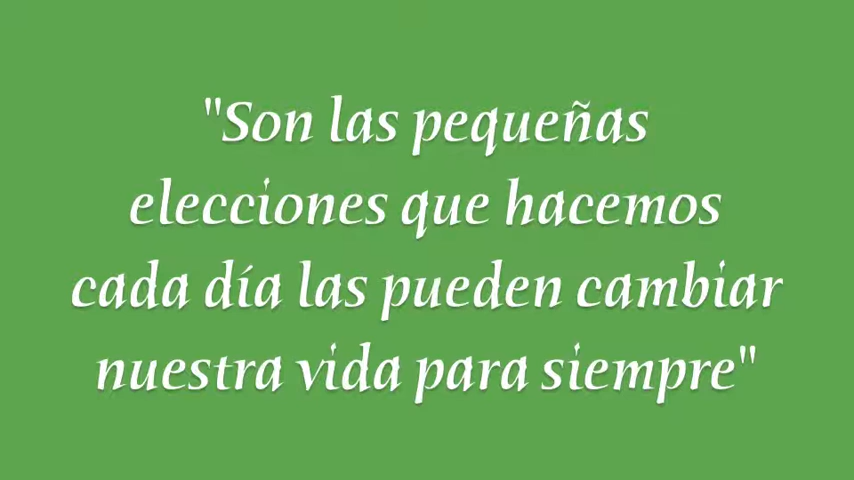 "Son las pequeñas
elecciones que hacemos
cada día las pueden cambiar
nuestra vida para siempre"